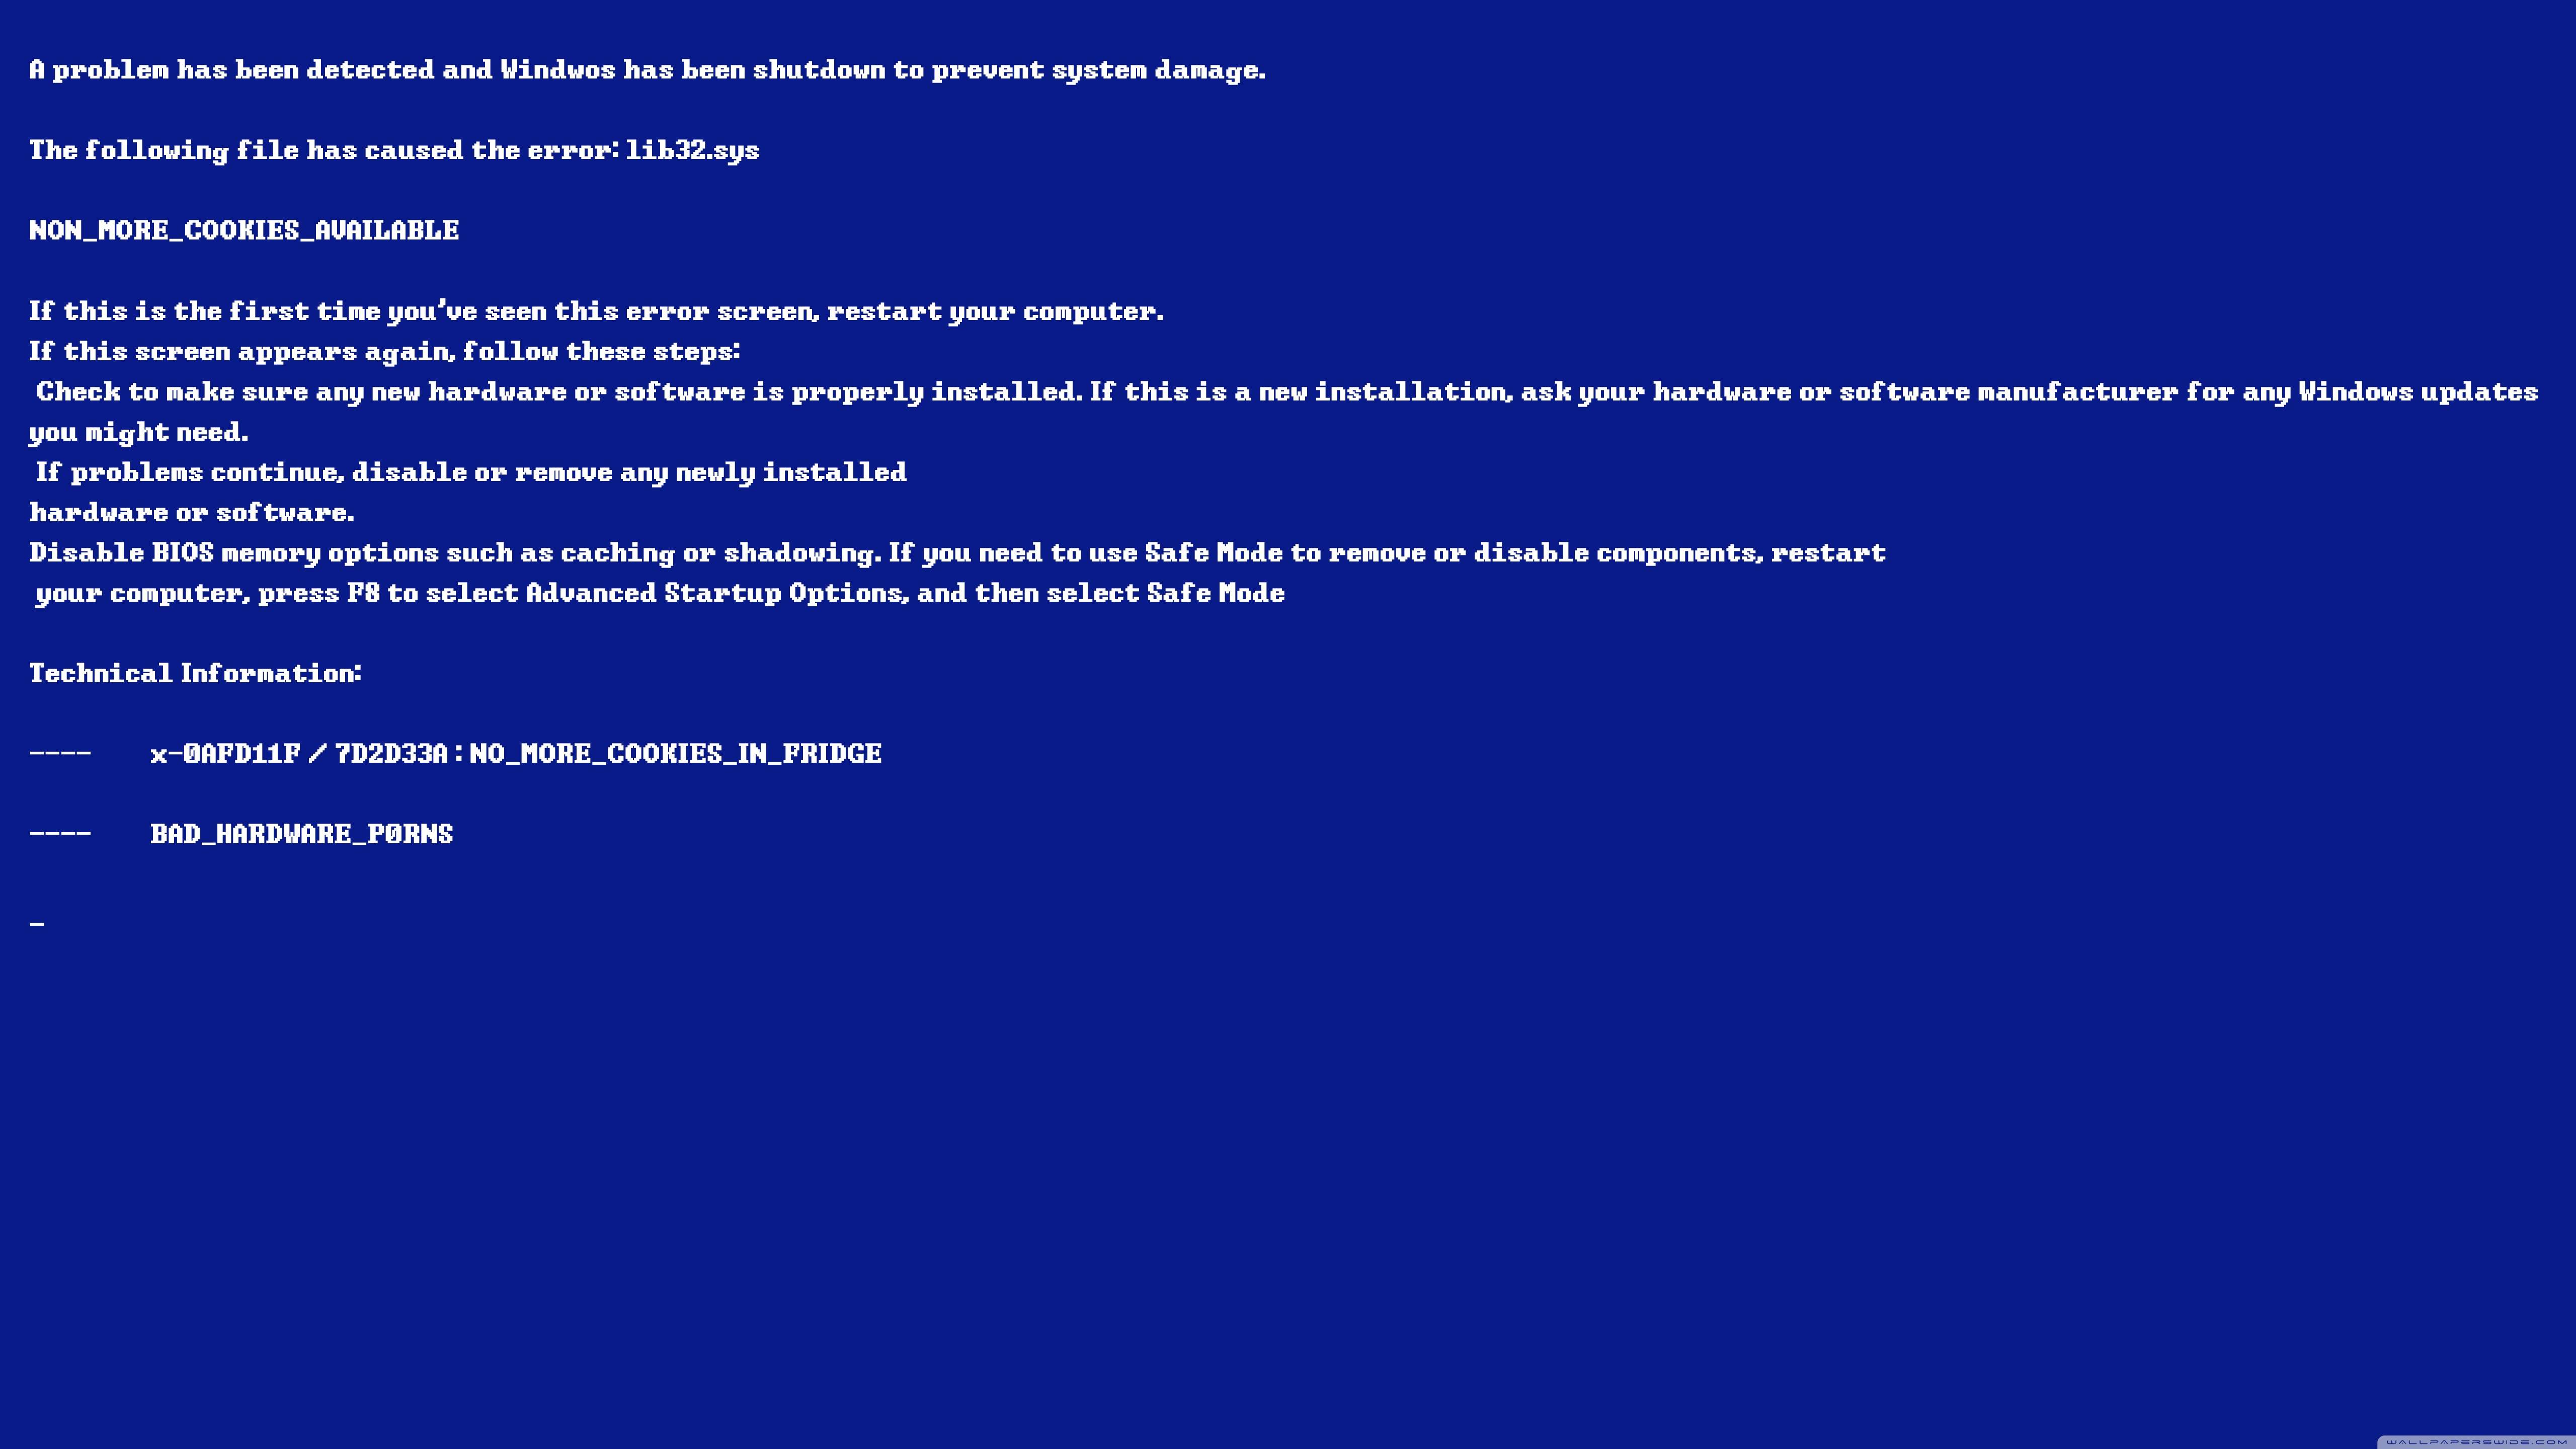 A problem has been detected and Windwos has been shutdown to prevent system damage.
The following file has caused the error: lib32.sys
NON_MORE_COOKIES_AVAILABLE
If this is the first time you've seen this error screen, restart your computer.
If this screen appears again, follow these steps:
Check to make sure any new hardware or software is properly installed. If this is a new installation, ask your hardware or software manufacturer for any Windows updates
you might need.
If problems continue, disable or remove any newly installed
hardware or software.
Disable BIOS memory options such as caching or shadowing. If you need to use Safe Mode to remove or disable components, restart
your computer, press F8 to select Advanced Startup Options, and then select Safe Mode
Technical Information:
---- x-0AFD11F / 7D2D33A : NO_MORE_COOKIES_IN_FRIDGE
---- BAD_HARDWARE_P0RNS
_
WALLPAPERSWIDE.COM